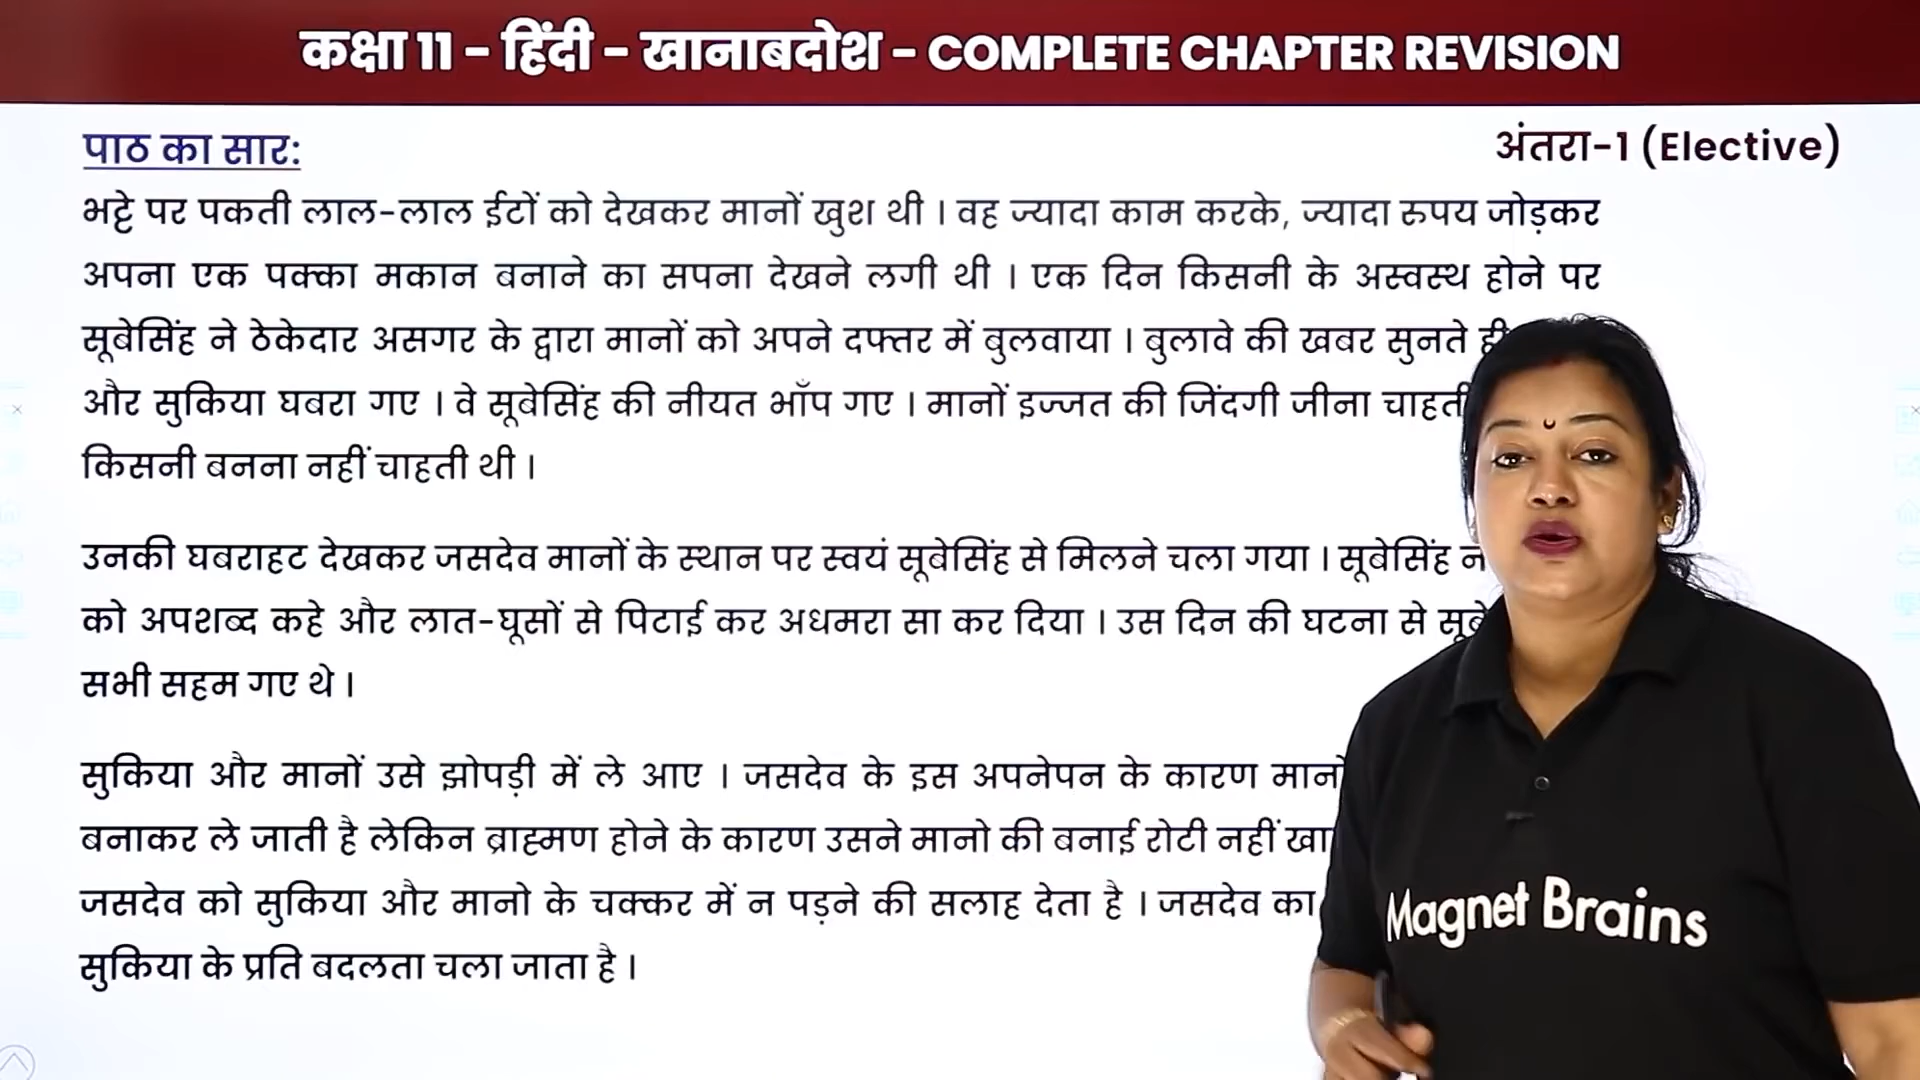 कक्षा 11 - हिंदी - खानाबदोश - COMPLETE CHAPTER REVISION
पाठ का सार:
अंतरा-1 (Elective)
भट्टे पर पकती लाल-लाल ईटों को देखकर मानों खुश थी । वह ज्यादा काम करके, ज्यादा रुपय जोड़कर
अपना एक पक्का मकान बनाने का सपना देखने लगी थी । एक दिन किसनी के अस्वस्थ होने पर
सूबेसिंह ने ठेकेदार असगर के द्वारा मानों को अपने दफ्तर में बुलवाया । बुलावे की खबर सुनते ही
और सुकिया घबरा गए । वे सूबेसिंह की नीयत भाँप गए । मानों इज्जत की जिंदगी जीना चाहती
किसनी बनना नहीं चाहती थी ।
उनकी घबराहट देखकर जसदेव मानों के स्थान पर स्वयं सूबेसिंह से मिलने चला गया । सूबेसिंह
को अपशब्द कहे और लात-घूसों से पिटाई कर अधमरा सा कर दिया । उस दिन की घटना से
सभी सहम गए थे ।
सुकिया और मानों उसे झोपड़ी में ले आए । जसदेव के इस अपनेपन के कारण
बनाकर ले जाती है लेकिन ब्राह्मण होने के कारण उसने मानो की बनाई रोटी नहीं
जसदेव को सुकिया और मानो के चक्कर में न पड़ने की सलाह देता है । जसदेव का
सुकिया के प्रति बदलता चला जाता है ।
Magnet Brains